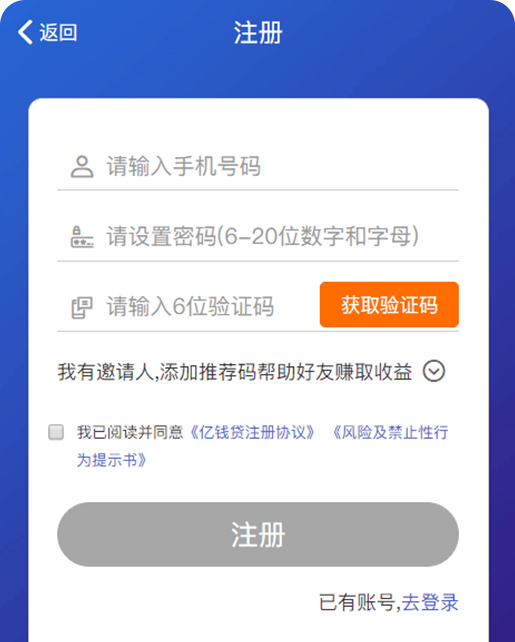 返回
注册
请输入手机号码
请设置密码(6-20位数字和字母)
请输入6位验证码
获取验证码
我有邀请人,添加推荐码帮助好友赚取收益
我已阅读并同意《亿钱贷注册协议》 《风险及禁止性行
为提示书》
注册
已有账号,去登录